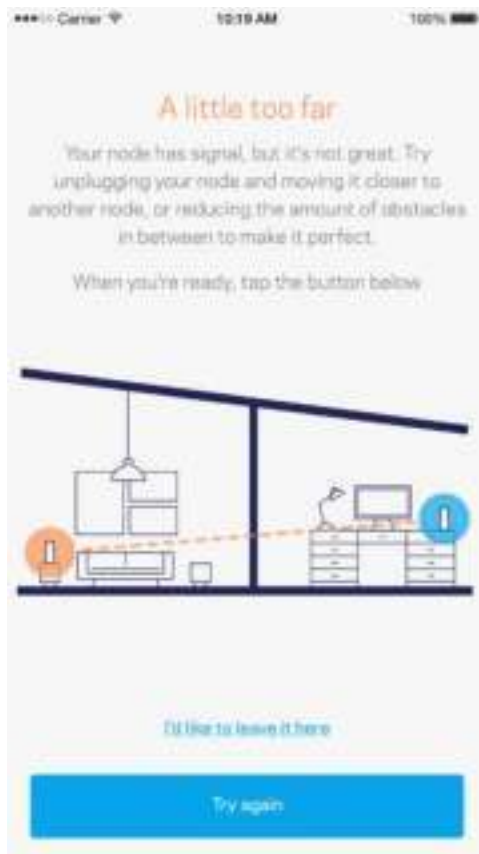 Carrier 10:19 AM 100%
A little too far
Your node has signal, but it's not great. Try
unplugging your node and moving it closer to
another node, or reducing the amount of obstacles
in between to make it perfect.
When you're ready, tap the button below
I'd like to leave it here
Try again